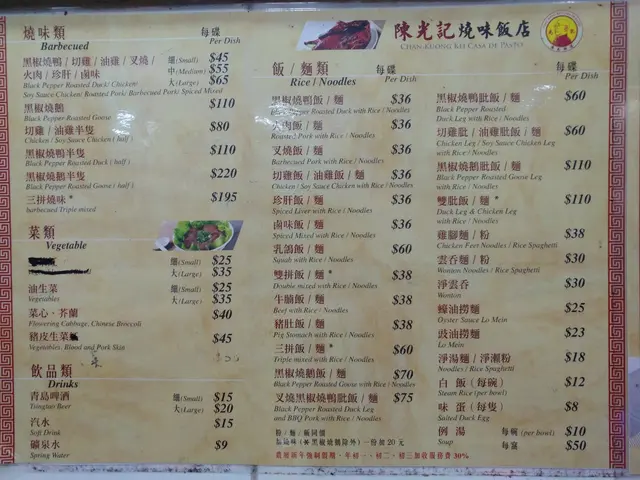 陳光記燒味飯店
CHAN KUONG KEI CASA DE PASTO
燒味類 每碟
Barbecued Per Dish
黑椒燒鴨 / 切雞 / 油雞 / 叉燒 / 細(Small) $45
火肉 / 珍肝 / 鹵味 中(Medium) $55
Black Pepper Roasted Duck/ Chicken/ 大(Large) $65
Soy Sauce Chicken/ Roasted Pork/ Barbecued Pork/ Spiced Mixed
黑椒燒鵝 $110
Black Pepper Roasted Goose
切雞 / 油雞半隻 $80
Chicken / Soy Sauce Chicken ( half )
黑椒燒鴨半隻 $110
Black Pepper Roasted Duck ( half )
黑椒燒鵝半隻 $220
Black Pepper Roasted Goose ( half )
三拼燒味 * $195
barbecued Triple mixed
菜類
Vegetable
細(Small) $25
大(Large) $35
油生菜 細(Small) $25
Vegetables 大(Large) $35
菜心、芥蘭 $40
Flowering Cabbage, Chinese Broccoli
豬皮生菜 $45
Vegetables, Blood and Pork Skin
飲品類
Drinks
青島啤酒 細(Small) $15
Tsingtao Beer 大(Large) $20
汽水 $15
Soft Drink
礦泉水 $9
Spring Water
飯 / 麵類 每碟
Rice / Noodles Per Dish
黑椒燒鴨飯 / 麵 $36
Black Pepper Roasted Duck with Rice / Noodles
火肉飯 / 麵 $36
Roasted Pork with Rice / Noodles
叉燒飯 / 麵 $36
Barbecued Pork with Rice / Noodles
切雞飯 / 油雞飯 / 麵 $36
Chicken / Soy Sauce Chicken with Rice / Noodles
珍肝飯 / 麵 $36
Spiced Liver with Rice / Noodles
鹵味飯 / 麵 $36
Spiced Mixed with Rice / Noodles
乳鴿飯 / 麵 $60
Squab with Rice / Noodles
雙拼飯 / 麵 * $38
Double mixed with Rice / Noodles
牛腩飯 / 麵 $38
Beef with Rice / Noodles
豬肚飯 / 麵 $38
Pig Stomach with Rice / Noodles
三拼飯 / 麵 * $60
Triple mixed with Rice / Noodles
黑椒燒鵝飯 / 麵 $70
Black Pepper Roasted Goose with Rice / Noodles
叉燒黑椒燒鴨肶飯 / 麵 $75
Black Pepper Roasted Duck Leg
and BBQ Pork with Rice / Noodles
(※黑椒燒鵝除外) 一份加 20 元
30%
每碟
Per Dish
黑椒燒鴨肶飯 / 麵 $60
Black Pepper Roasted
Duck Leg with Rice / Noodles
切雞肶 / 油雞肶飯 / 麵 $60
Chicken Leg / Soy Sauce Chicken Leg
with Rice / Noodles
黑椒燒鵝肶飯 / 麵 $110
Black Pepper Roasted Goose Leg
with Rice / Noodles
雙肶飯 / 麵 * $110
Duck Leg & Chicken Leg
with Rice / Noodles
雞腳麵 / 粉 $38
Chicken Feet Noodles / Rice Spaghetti
雲吞麵 / 粉 $30
Wonton Noodles / Rice Spaghetti
淨雲吞 $30
Wonton
蠔油撈麵 $25
Oyster Sauce Lo Mein
豉油撈麵 $23
Lo Mein
淨湯麵 / 淨瀨粉 $18
Noodles / Rice Spaghetti
白 飯 (每碗) $12
Steam Rice (per bowl)
味 蛋 (每隻) $8
Salted Duck Egg
例 湯 每碗 (per bowl) $10
Soup 每窩 $50